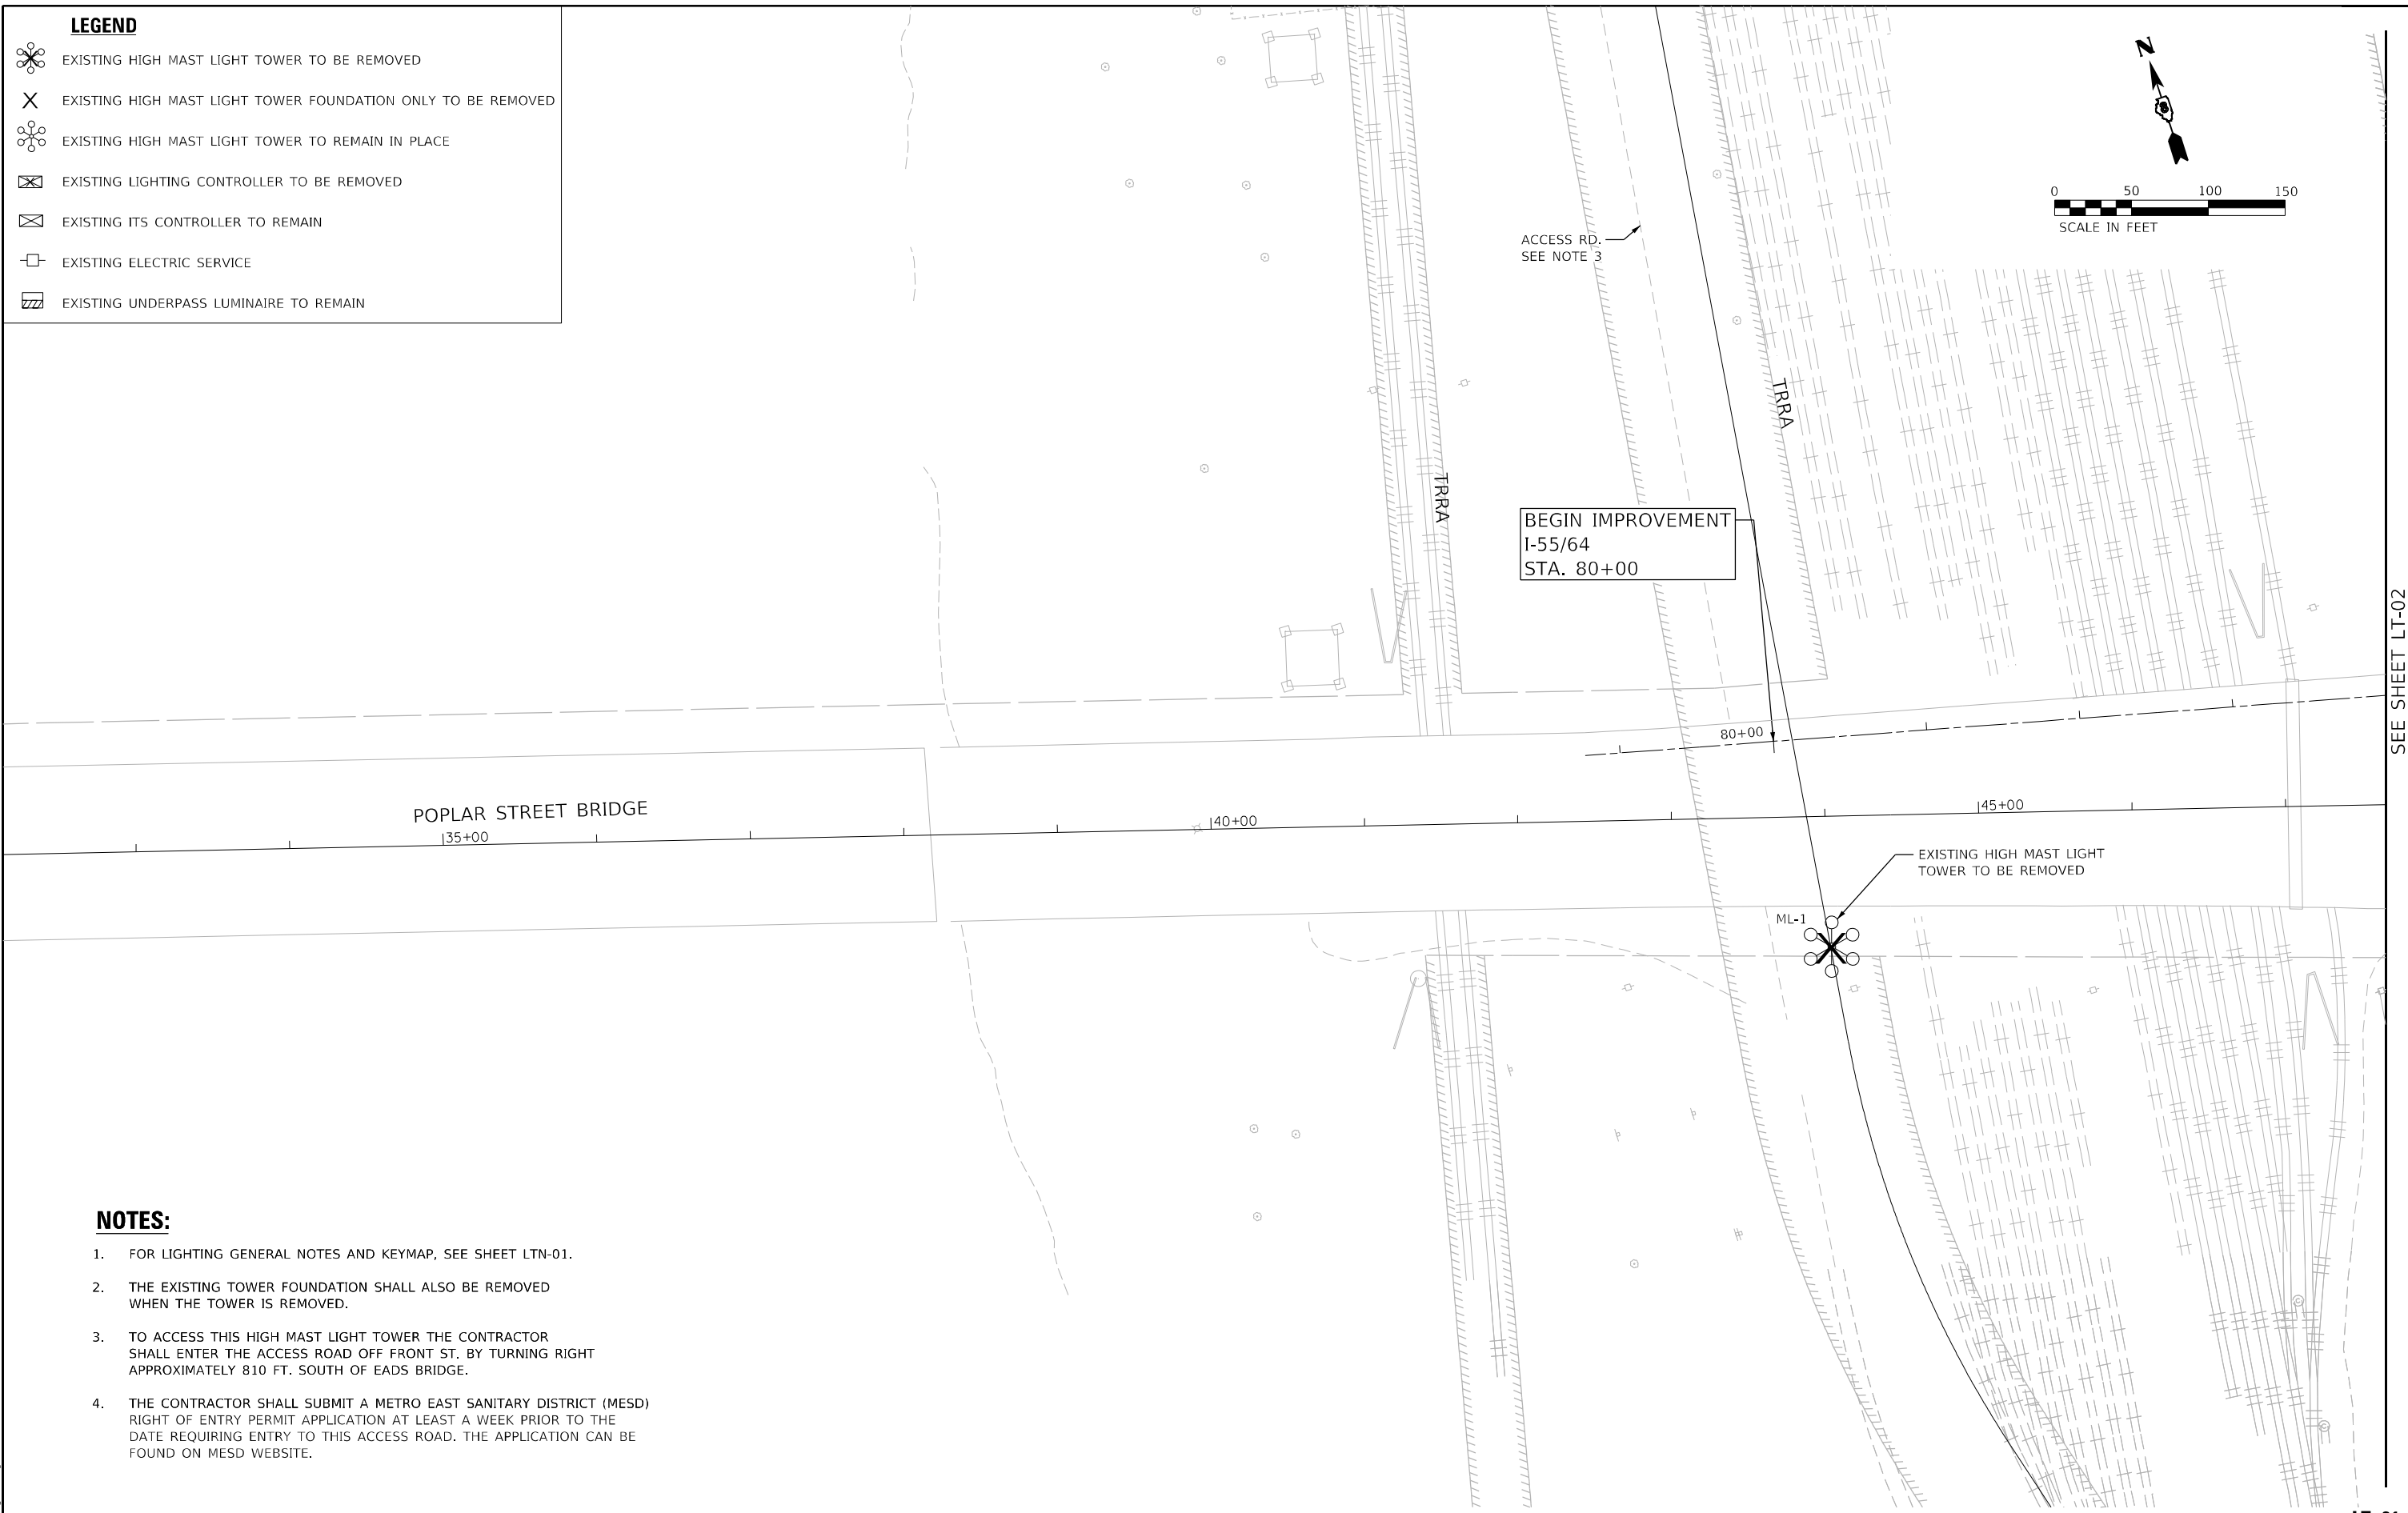 LEGEND
EXISTING HIGH MAST LIGHT TOWER TO BE REMOVED
X EXISTING HIGH MAST LIGHT TOWER FOUNDATION ONLY TO BE REMOVED
EXISTING HIGH MAST LIGHT TOWER TO REMAIN IN PLACE
EXISTING LIGHTING CONTROLLER TO BE REMOVED
EXISTING ITS CONTROLLER TO REMAIN
EXISTING ELECTRIC SERVICE
EXISTING UNDERPASS LUMINAIRE TO REMAIN
N
0 50 100 150
SCALE IN FEET
ACCESS RD.
SEE NOTE 3
TRRA
TRRA
BEGIN IMPROVEMENT
I-55/64
STA. 80+00
SEE SHEET LT-02
80+00
POPLAR STREET BRIDGE
35+00
40+00
45+00
EXISTING HIGH MAST LIGHT
TOWER TO BE REMOVED
ML-1
NOTES:
1. FOR LIGHTING GENERAL NOTES AND KEYMAP, SEE SHEET LTN-01.
2. THE EXISTING TOWER FOUNDATION SHALL ALSO BE REMOVED
WHEN THE TOWER IS REMOVED.
3. TO ACCESS THIS HIGH MAST LIGHT TOWER THE CONTRACTOR
SHALL ENTER THE ACCESS ROAD OFF FRONT ST. BY TURNING RIGHT
APPROXIMATELY 810 FT. SOUTH OF EADS BRIDGE.
4. THE CONTRACTOR SHALL SUBMIT A METRO EAST SANITARY DISTRICT (MESD)
RIGHT OF ENTRY PERMIT APPLICATION AT LEAST A WEEK PRIOR TO THE
DATE REQUIRING ENTRY TO THIS ACCESS ROAD. THE APPLICATION CAN BE
FOUND ON MESD WEBSITE.